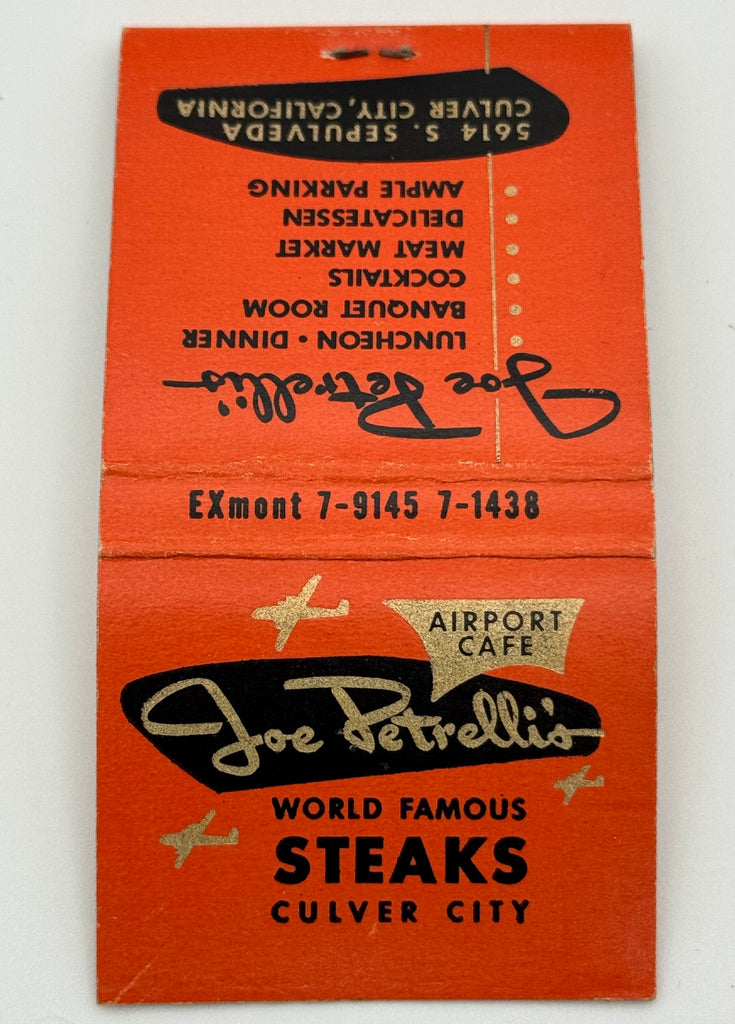 5614 S. SEPULVEDA
CULVER CITY, CALIFORNIA
AMPLE PARKING
DELICATESSEN
MEAT MARKET
COCKTAILS
BANQUET ROOM
LUNCHEON • DINNER
Joe Petrelli's
EXmont 7-9145 7-1438
AIRPORT
CAFE
Joe Petrelli's
WORLD FAMOUS
STEAKS
CULVER CITY